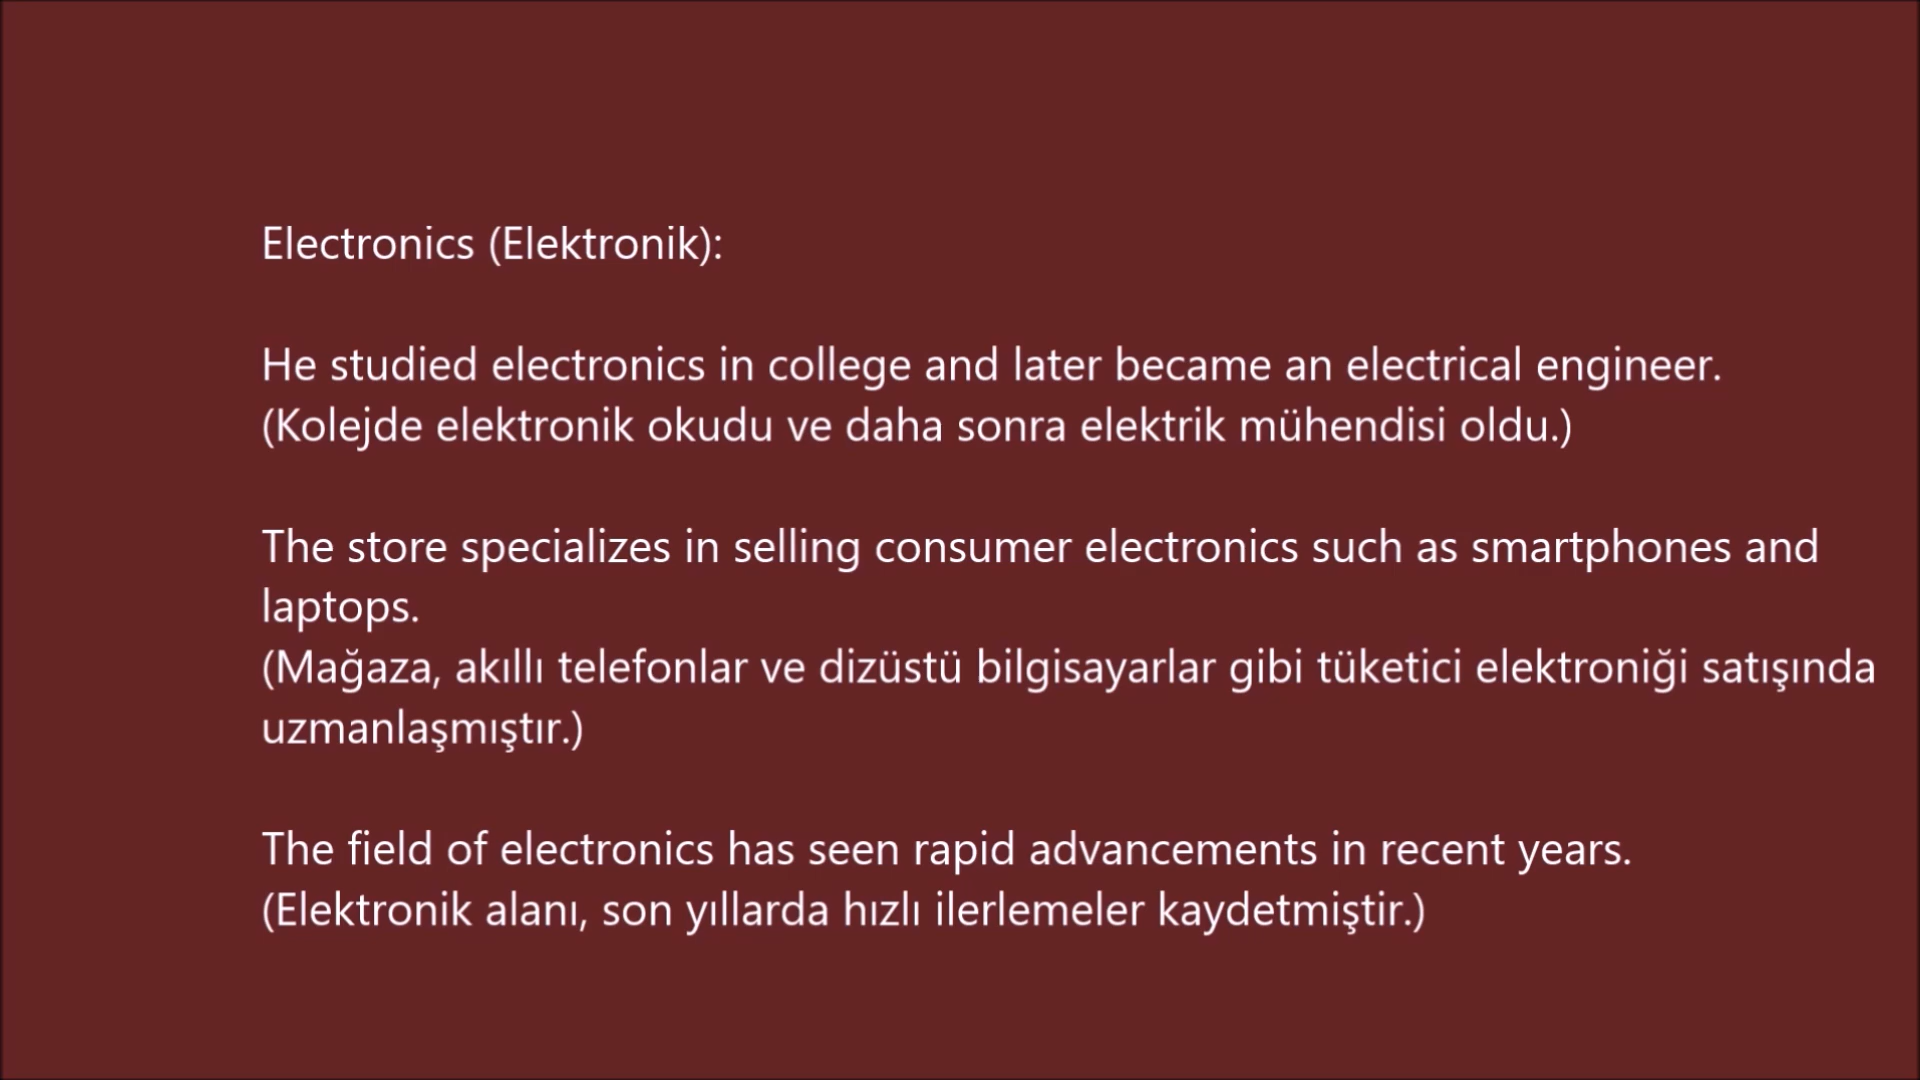 Electronics (Elektronik):
He studied electronics in college and later became an electrical engineer.
(Kolejde elektronik okudu ve daha sonra elektrik mühendisi oldu.)
The store specializes in selling consumer electronics such as smartphones and
laptops.
(Mağaza, akıllı telefonlar ve dizüstü bilgisayarlar gibi tüketici elektroniği satışında
uzmanlaşmıştır.)
The field of electronics has seen rapid advancements in recent years.
(Elektronik alanı, son yıllarda hızlı ilerlemeler kaydetmiştir.)